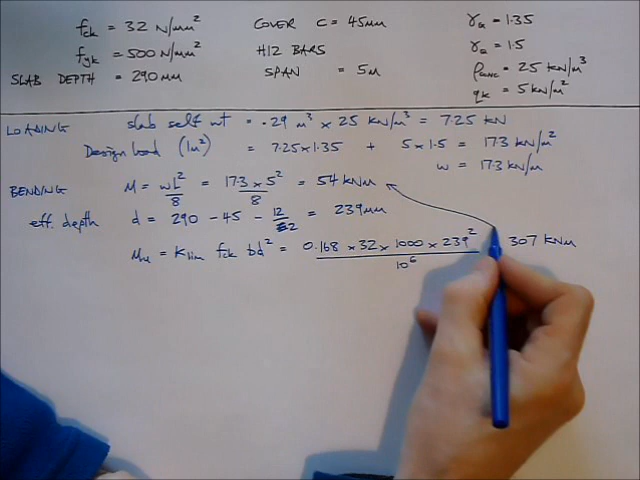 fck = 32 N/mm² COVER C = 45mm γG = 1.35
fyk = 500 N/mm² H12 BARS γQ = 1.5
SLAB DEPTH = 290mm SPAN = 5m ρconc = 25 kN/m³
qk = 5 kN/m²
LOADING slab self wt = .29 m³ x 25 kN/m³ = 7.25 kN
Design load (1m²) = 7.25 x 1.35 + 5 x 1.5 = 17.3 kN/m²
w = 17.3 kN/m
BENDING M = wL²/8 = 17.3 x 5²/8 = 54 kNm
eff. depth d = 290 - 45 - 12/2 = 239mm
Mu = Klim fck bd² = 0.168 x 32 x 1000 x 239²/10⁶ 307 kNm